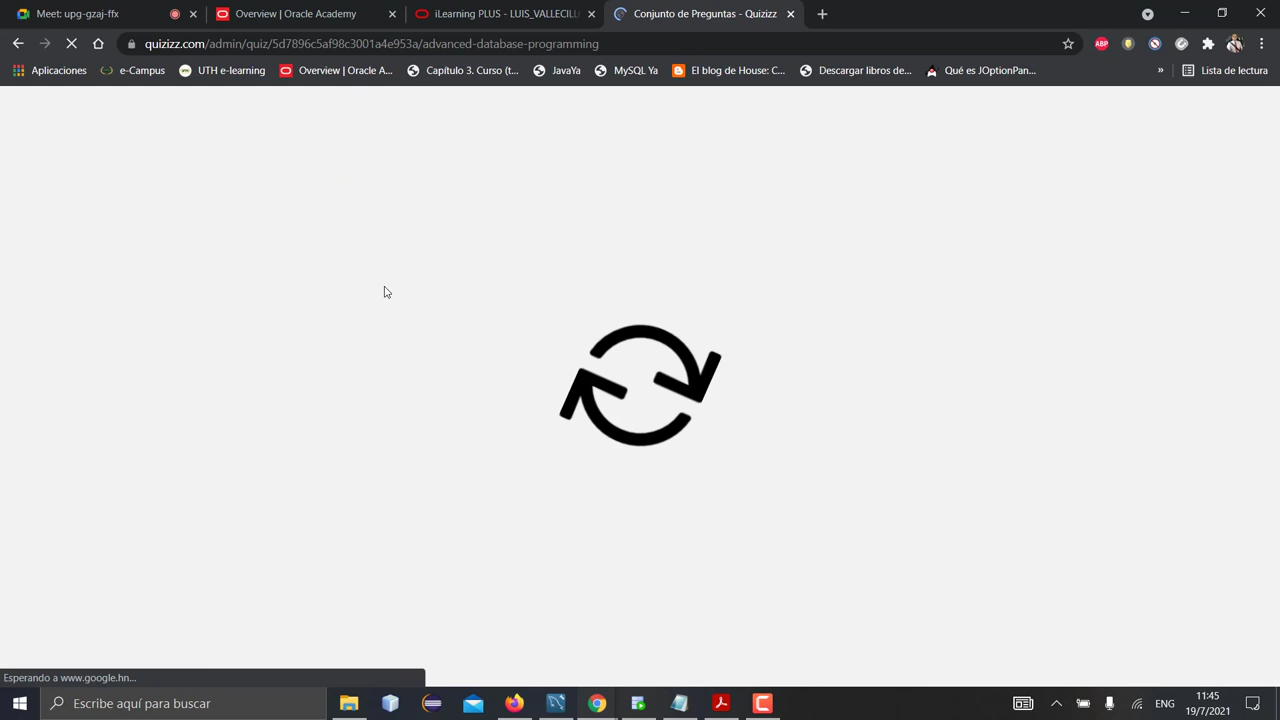 Meet: upg-gzaj-ffx
Overview | Oracle Academy
iLearning PLUS - LUIS_VALLECILL
Conjunto de Preguntas - Quizizz
quizizz.com/admin/quiz/5d7896c5af98c3001a4e953a/advanced-database-programming
ABP
Aplicaciones
e-Campus
UTH e-learning
Overview | Oracle A...
Capítulo 3. Curso (t...
JavaYa
MySQL Ya
El blog de House: C...
Descargar libros de...
Qué es JOptionPan...
»
Lista de lectura
Esperando a www.google.hn...
Escribe aquí para buscar
ENG
11:45
19/7/2021